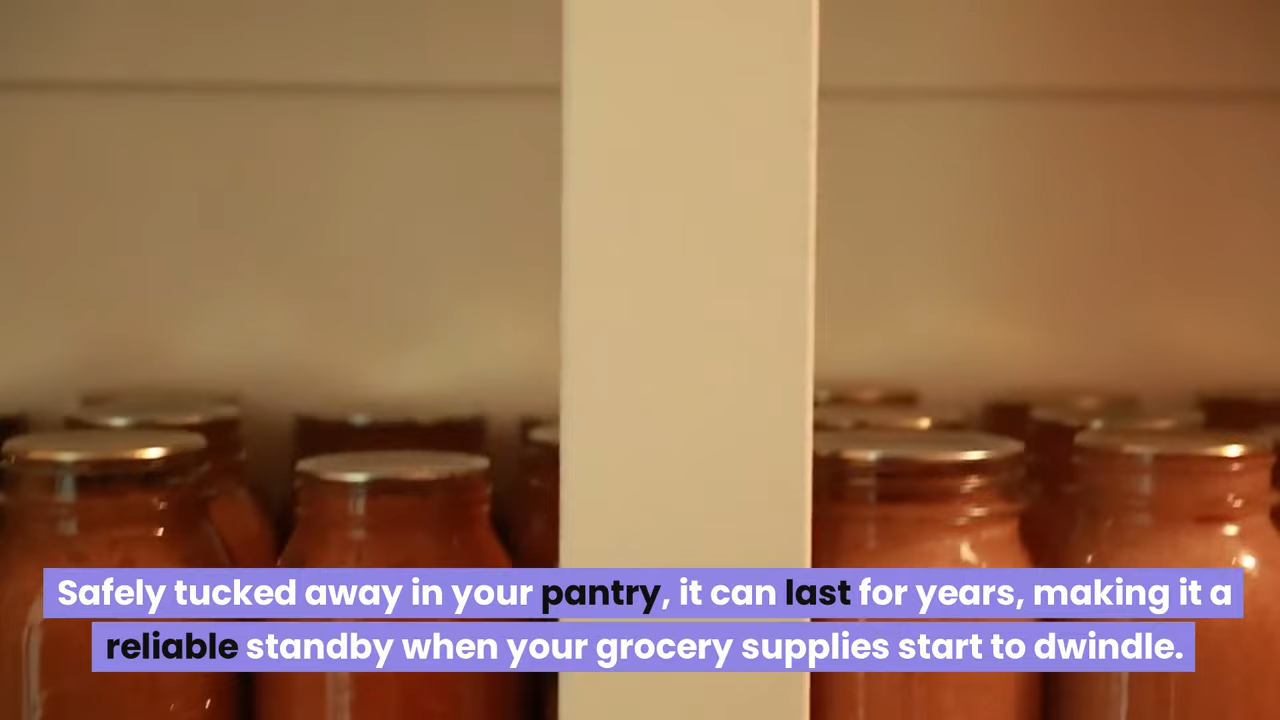 Safely tucked away in your pantry, it can last for years, making it a
reliable standby when your grocery supplies start to dwindle.